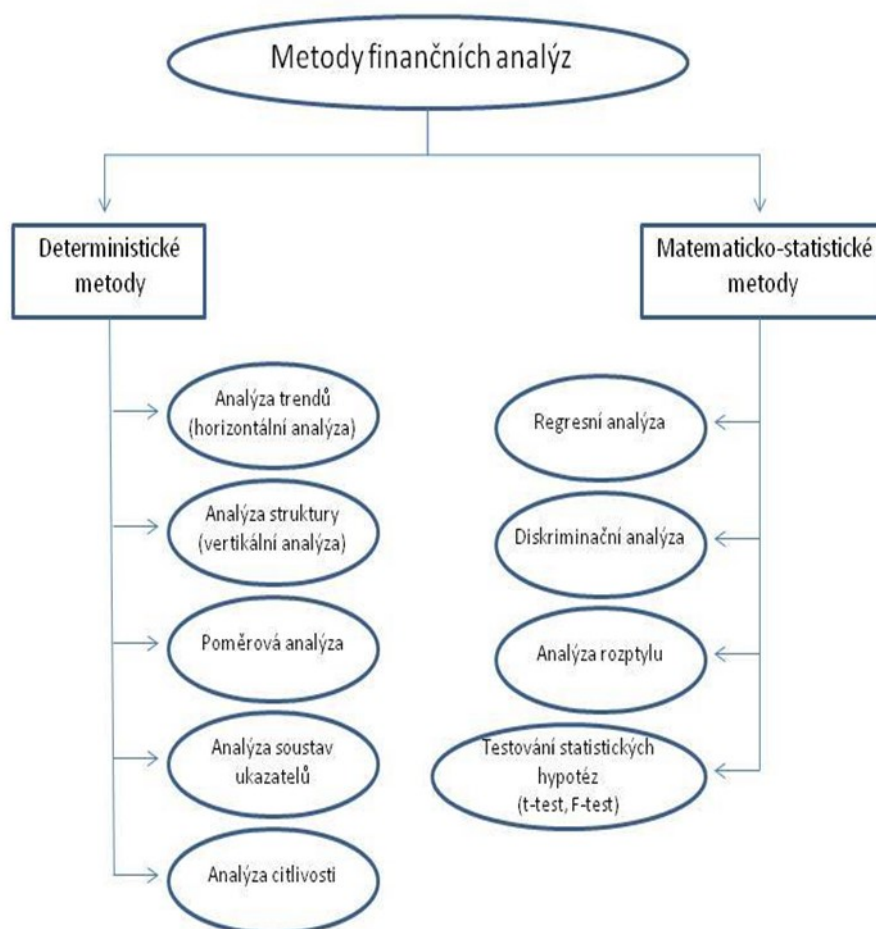 Metody finančních analýz
Deterministické
metody
Analýza trendů
(horizontální analýza)
Analýza struktury
(vertikální analýza)
Poměrová analýza
Analýza soustav
ukazatelů
Analýza citlivosti
Matematicko-statistické
metody
Regresní analýza
Diskriminační analýza
Analýza rozptylu
Testování statistických
hypotéz
(t-test, F-test)